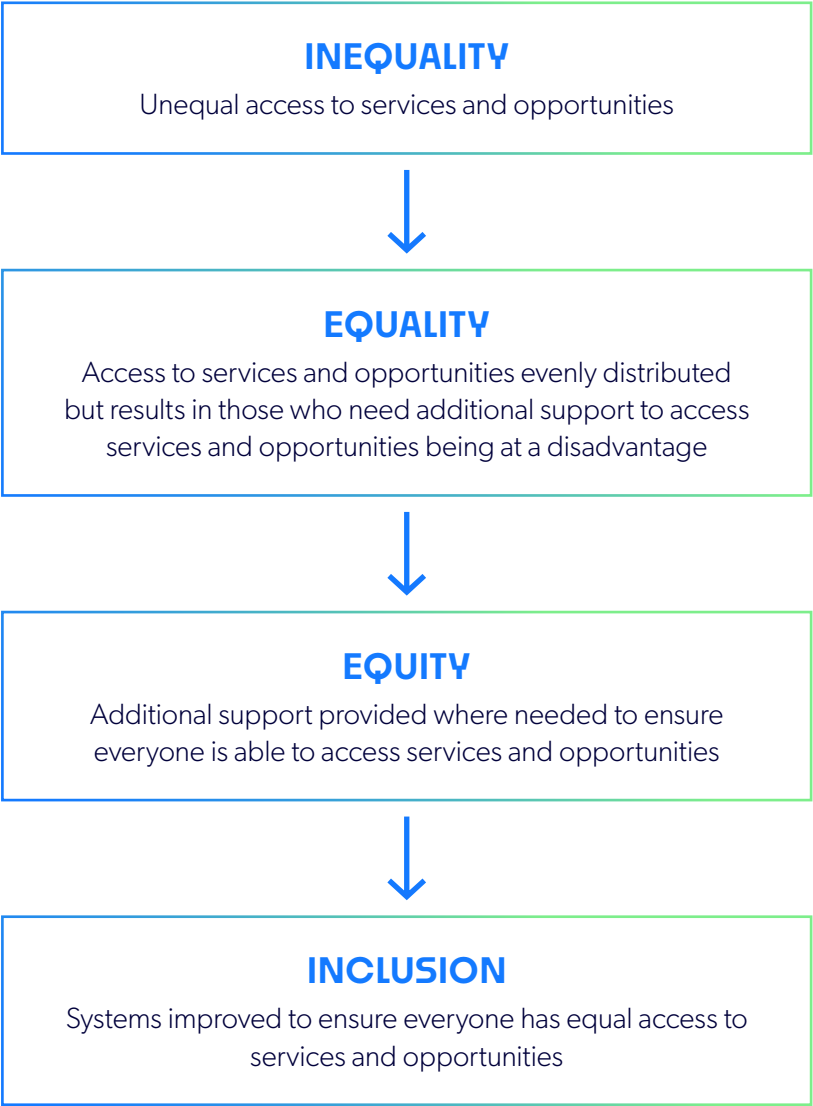 INEQUALITY
Unequal access to services and opportunities
EQUALITY
Access to services and opportunities evenly distributed
but results in those who need additional support to access
services and opportunities being at a disadvantage
EQUITY
Additional support provided where needed to ensure
everyone is able to access services and opportunities
INCLUSION
Systems improved to ensure everyone has equal access to
services and opportunities